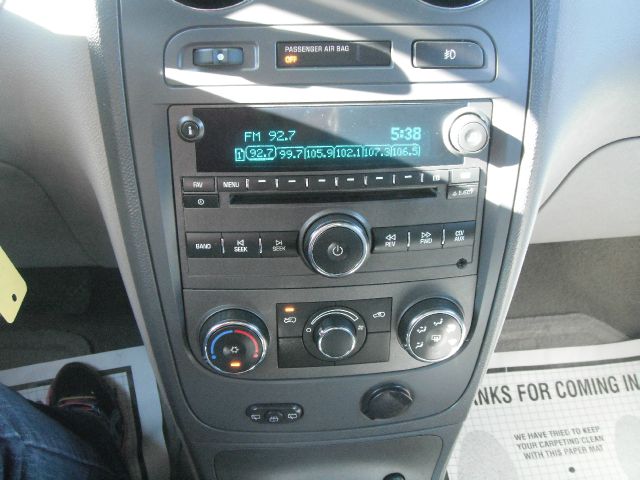 PASSENGER AIR BAG
OFF
FM 92.7
5:38
1 92.7 99.7 105.9 102.1 107.3 106.5
FAV
MENU
EJECT
BAND
SEEK
SEEK
REV
FWD
CD/
AUX
THANKS FOR COMING IN
WE HAVE TRIED TO KEEP
YOUR CARPETING CLEAN
WITH THIS PAPER MAT